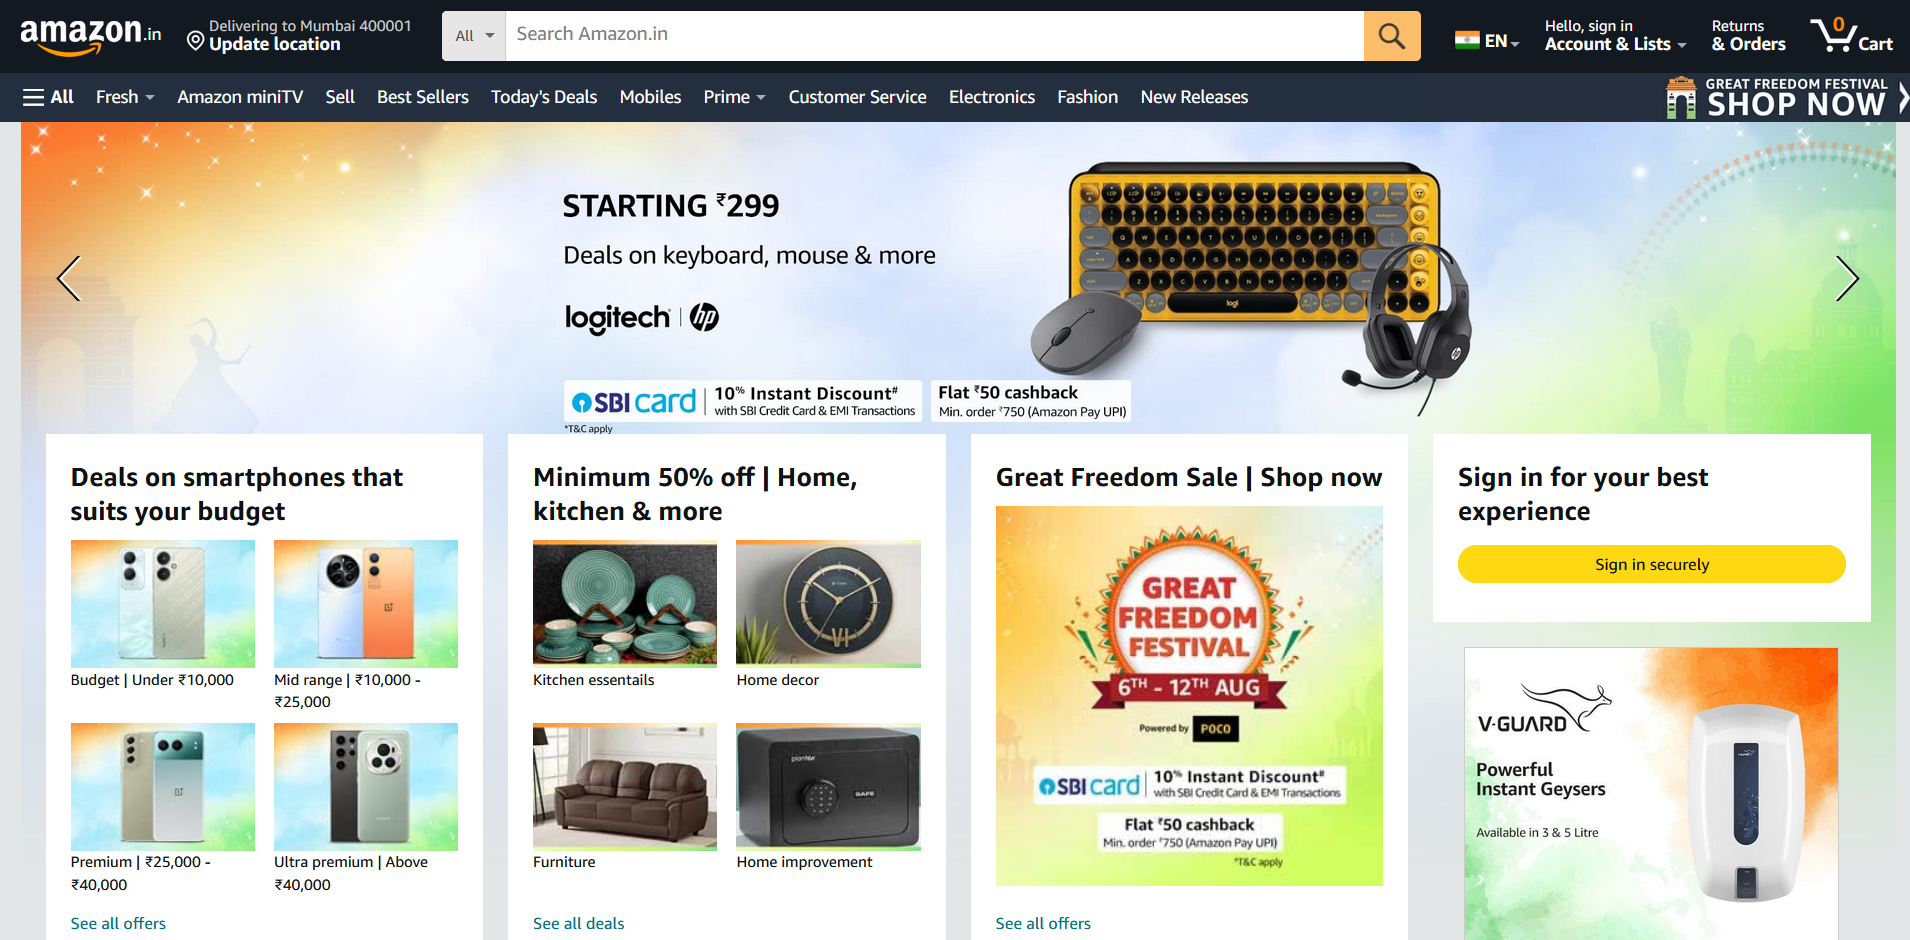 amazon.in
Delivering to Mumbai 400001
Update location
All
Search Amazon.in
EN
Hello, sign in
Account & Lists
Returns
& Orders
0
Cart
All
Fresh
Amazon miniTV
Sell
Best Sellers
Today's Deals
Mobiles
Prime
Customer Service
Electronics
Fashion
New Releases
GREAT FREEDOM FESTIVAL
SHOP NOW
STARTING ₹299
Deals on keyboard, mouse & more
logitech | hp
SBI card | 10% Instant Discount#
with SBI Credit Card & EMI Transactions
Flat ₹50 cashback
Min. order ₹750 (Amazon Pay UPI)
*T&C apply
logi
Deals on smartphones that
suits your budget
Budget | Under ₹10,000
Mid range | ₹10,000 -
₹25,000
Premium | ₹25,000 -
₹40,000
Ultra premium | Above
₹40,000
See all offers
Minimum 50% off | Home,
kitchen & more
Kitchen essentails
Home decor
VI
Furniture
plantex
SAFE
Home improvement
See all deals
Great Freedom Sale | Shop now
GREAT
FREEDOM
FESTIVAL
6TH - 12TH AUG
Powered by POCO
SBI card | 10% Instant Discount#
with SBI Credit Card & EMI Transactions
Flat ₹50 cashback
Min. order ₹750 (Amazon Pay UPI)
*T&C apply
See all offers
Sign in for your best
experience
Sign in securely
V-GUARD
Powerful
Instant Geysers
Available in 3 & 5 Litre